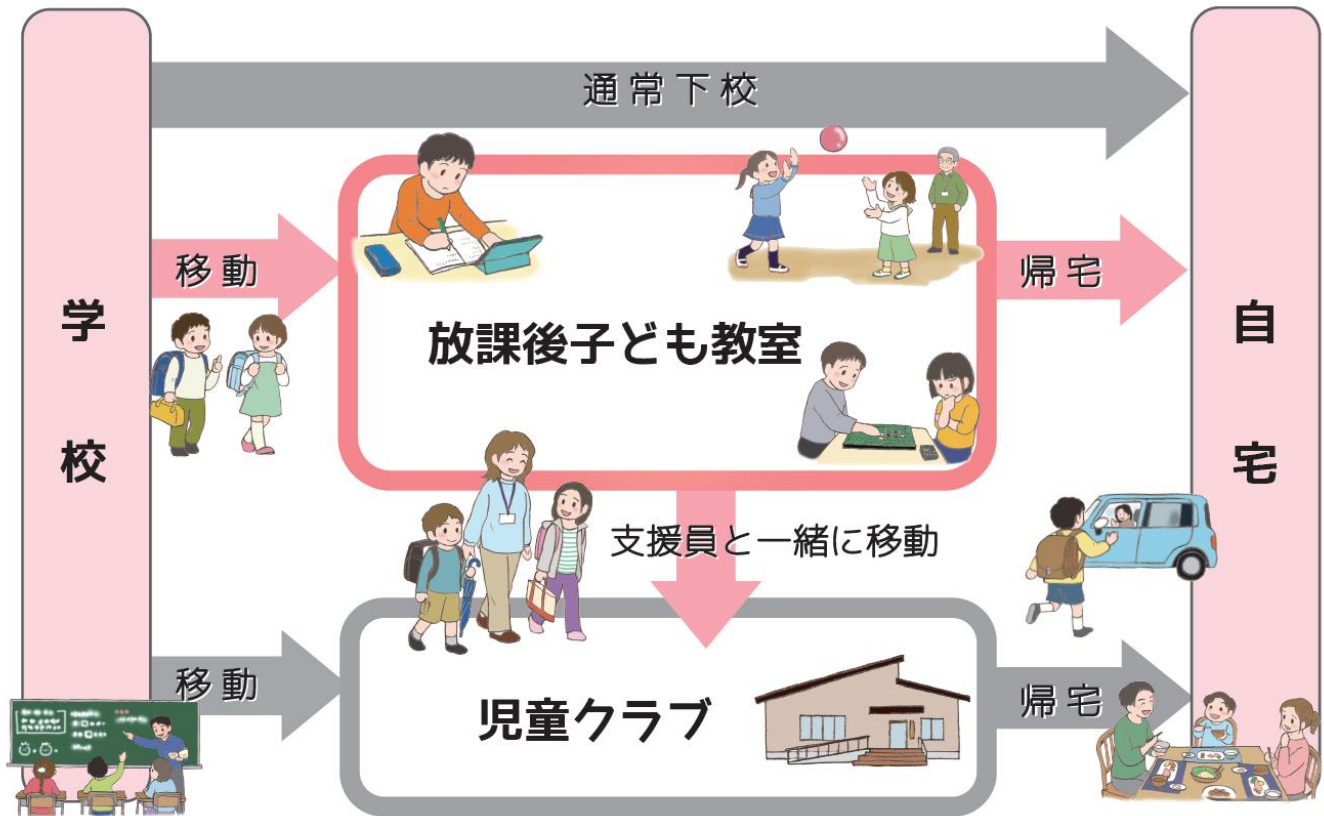 通常下校
学校
移動
放課後子ども教室
帰宅
自宅
支援員と一緒に移動
移動
児童クラブ
帰宅